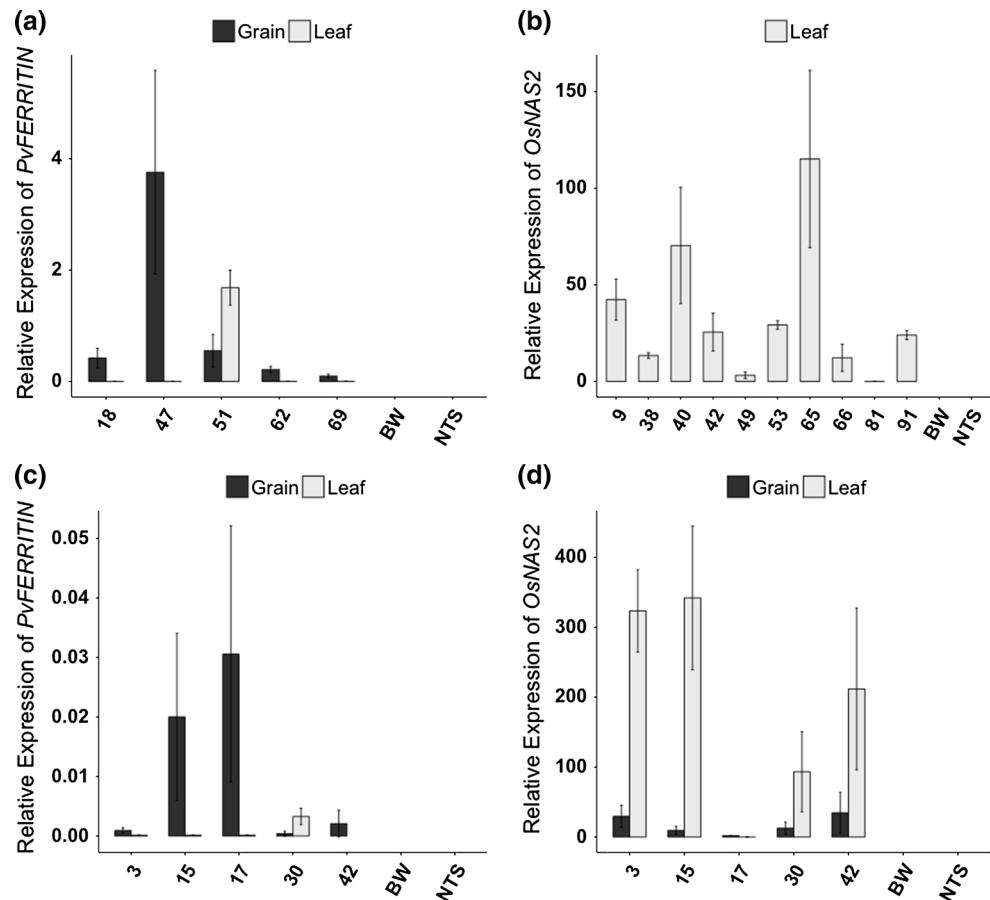 (a)
Grain Leaf
Relative Expression of PvFERRITIN
4
2
0
18 47 51 62 69 BW NTS
(b)
Leaf
Relative Expression of OsNAS2
150
100
50
0
9 38 40 42 49 53 65 66 81 91 BW NTS
(c)
Grain Leaf
Relative Expression of PvFERRITIN
0.05
0.04
0.03
0.02
0.01
0.00
3 15 17 30 42 BW NTS
(d)
Grain Leaf
Relative Expression of OsNAS2
400
300
200
100
0
3 15 17 30 42 BW NTS